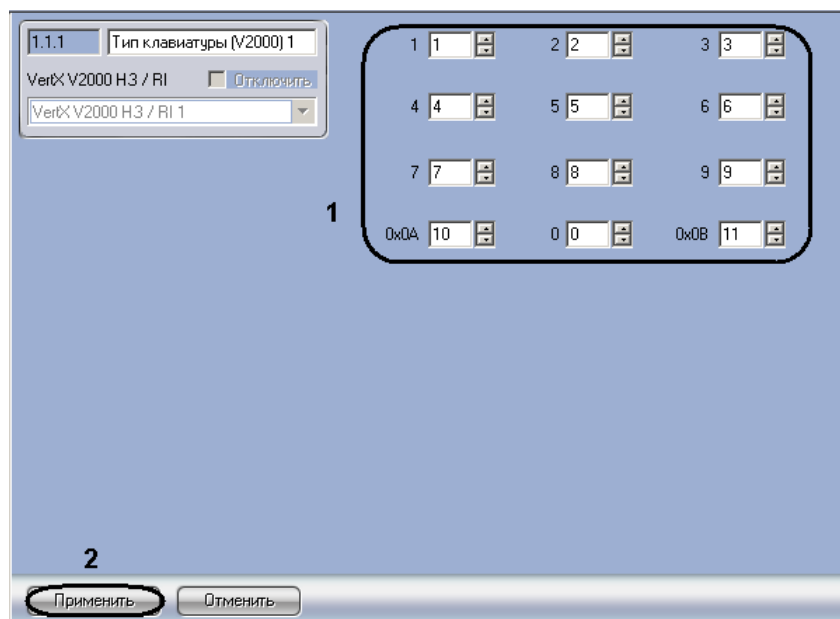 1.1.1 Тип клавиатуры (V2000) 1
VertX V2000 НЗ / RI Отключить
VertX V2000 НЗ / RI 1
1 1 2 2 3 3
4 4 5 5 6 6
7 7 8 8 9 9
1
0x0A 10 0 0 0x0B 11
2
Применить Отменить